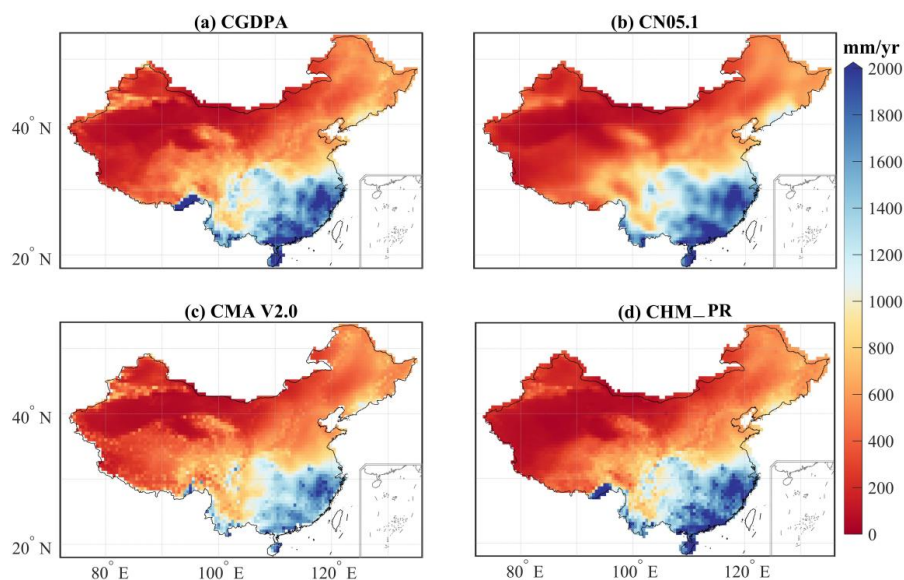 (a) CGDPA
(b) CN05.1
mm/yr
2000
1800
1600
1400
1200
1000
800
600
400
200
0
40° N
20° N
(c) CMA V2.0
(d) CHM_PR
40° N
20° N
80° E
100° E
120° E
80° E
100° E
120° E